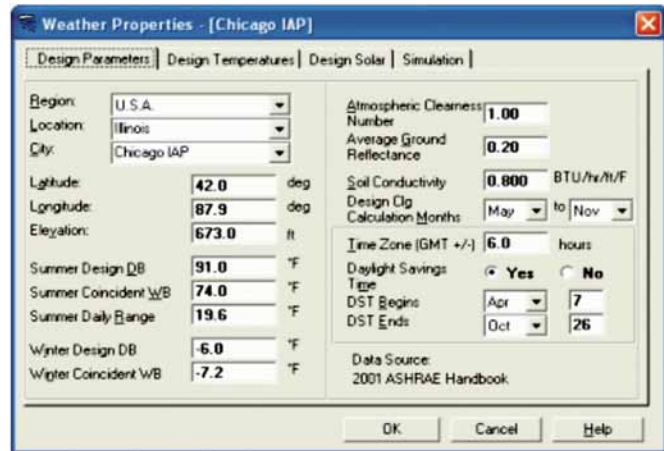 Weather Properties - [Chicago IAP]
Design Parameters Design Temperatures Design Solar Simulation
Region: U.S.A.
Location: Illinois
City: Chicago IAP
Latitude: 42.0 deg
Longitude: 87.9 deg
Elevation: 673.0 ft
Summer Design DB 91.0 °F
Summer Coincident WB 74.0 °F
Summer Daily Range 19.6 °F
Winter Design DB -6.0 °F
Winter Coincident WB -7.2 °F
Atmospheric Clearness
Number 1.00
Average Ground
Reflectance 0.20
Soil Conductivity 0.800 BTU/hr/ft/F
Design Clg
Calculation Months May to Nov
Time Zone (GMT +/-) 6.0 hours
Daylight Savings
Time Yes No
DST Begins Apr 7
DST Ends Oct 26
Data Source:
2001 ASHRAE Handbook
OK Cancel Help